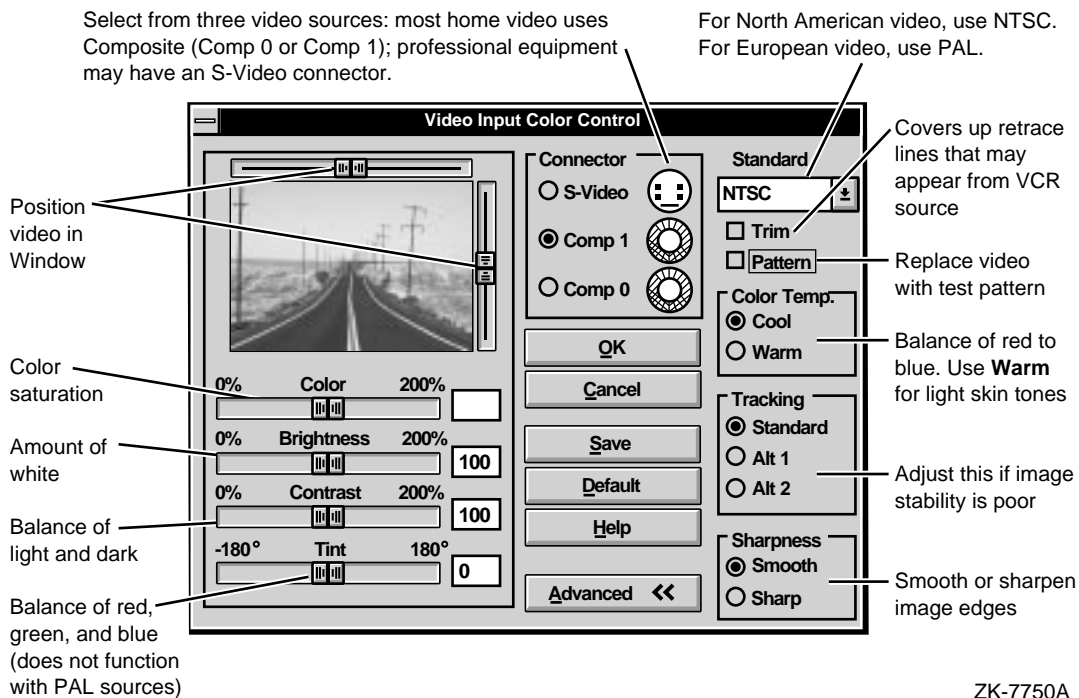 Select from three video sources: most home video uses
Composite (Comp 0 or Comp 1); professional equipment
may have an S-Video connector.
For North American video, use NTSC.
For European video, use PAL.
Video Input Color Control
Position
video in
Window
Color
saturation
Amount of
white
Balance of
light and dark
Balance of red,
green, and blue
(does not function
with PAL sources)
0% Color 200%
0% Brightness 200%
100
0% Contrast 200%
100
-180° Tint 180°
0
Connector
S-Video
Comp 1
Comp 0
OK
Cancel
Save
Default
Help
Advanced <<
Standard
NTSC
Trim
Pattern
Color Temp.
Cool
Warm
Tracking
Standard
Alt 1
Alt 2
Sharpness
Smooth
Sharp
Covers up retrace
lines that may
appear from VCR
source
Replace video
with test pattern
Balance of red to
blue. Use Warm
for light skin tones
Adjust this if image
stability is poor
Smooth or sharpen
image edges
ZK-7750A